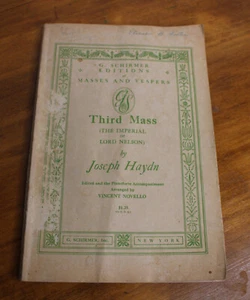 G. SCHIRMER
EDITIONS
of
MASSES AND VESPERS
Third Mass
(THE IMPERIAL
or
LORD NELSON)
by
Joseph Haydn
Edited and the Pianoforte Accompaniment
arranged by
VINCENT NOVELLO
G. SCHIRMER, Inc.
NEW YORK